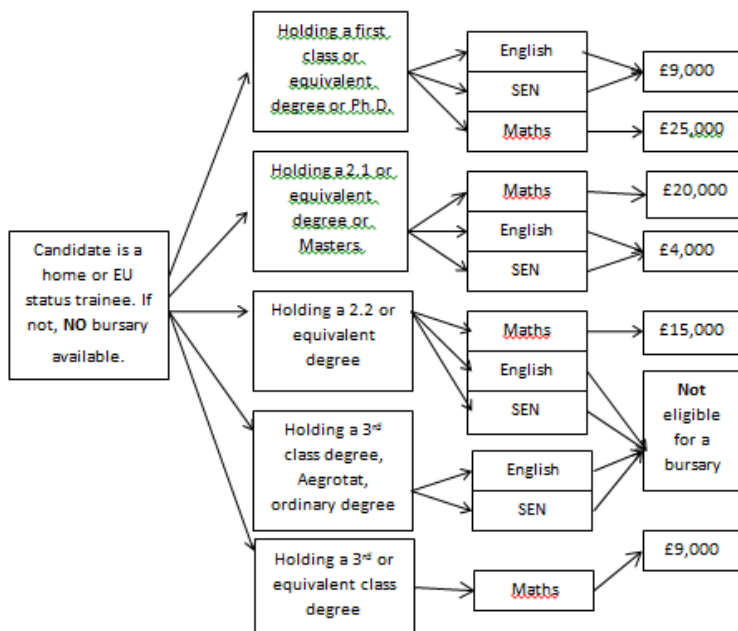 Candidate is a
home or EU
status trainee. If
not, NO bursary
available.
Holding a first
class or
equivalent
degree or Ph.D.
English
SEN
Maths
£9,000
£25,000
Holding a 2.1 or
equivalent
degree or
Masters.
Maths
English
SEN
£20,000
£4,000
Holding a 2.2 or
equivalent
degree
Maths
English
SEN
£15,000
Not
eligible
for a
bursary
Holding a 3rd
class degree,
Aegrotat,
ordinary degree
English
SEN
Holding a 3rd or
equivalent class
degree
Maths
£9,000